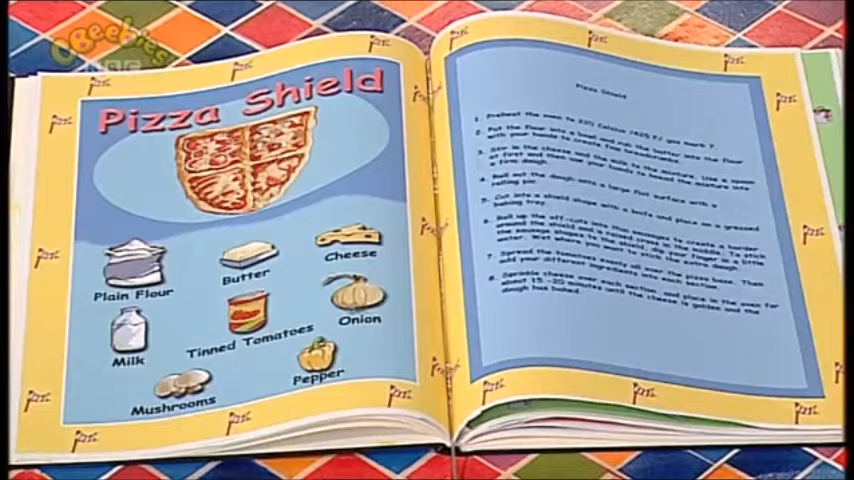 CBeebies
BBC
Pizza Shield
Plain Flour
Butter
Cheese
Milk
Tinned Tomatoes
Onion
Mushrooms
Pepper
Pizza Shield
1. Preheat the oven to 220 Celsius /425 F/ gas mark 7.
2. Put the flour into a bowl and rub the butter into the flour
with your hands to create fine breadcrumbs.
3. Stir in the cheese and the milk to the mixture. Use a spoon
at first and then use your hands to knead the mixture into
a firm dough.
4. Roll out the dough onto a large flat surface with a
rolling pin.
5. Cut into a shield shape with a knife and place on a greased
baking tray.
6. Roll up the off-cuts into thin sausages to create a border
around the shield and a raised cross in the middle. To stick
the sausage shapes to the shield, dip your finger in a little
water. Wet where you want to stick the extra dough.
7. Spread the tomatoes evenly all over the pizza base. Then
add your different ingredients to each section.
8. Sprinkle cheese over each section and place in the oven for
about 15-20 minutes until the cheese is golden and the
dough has baked.